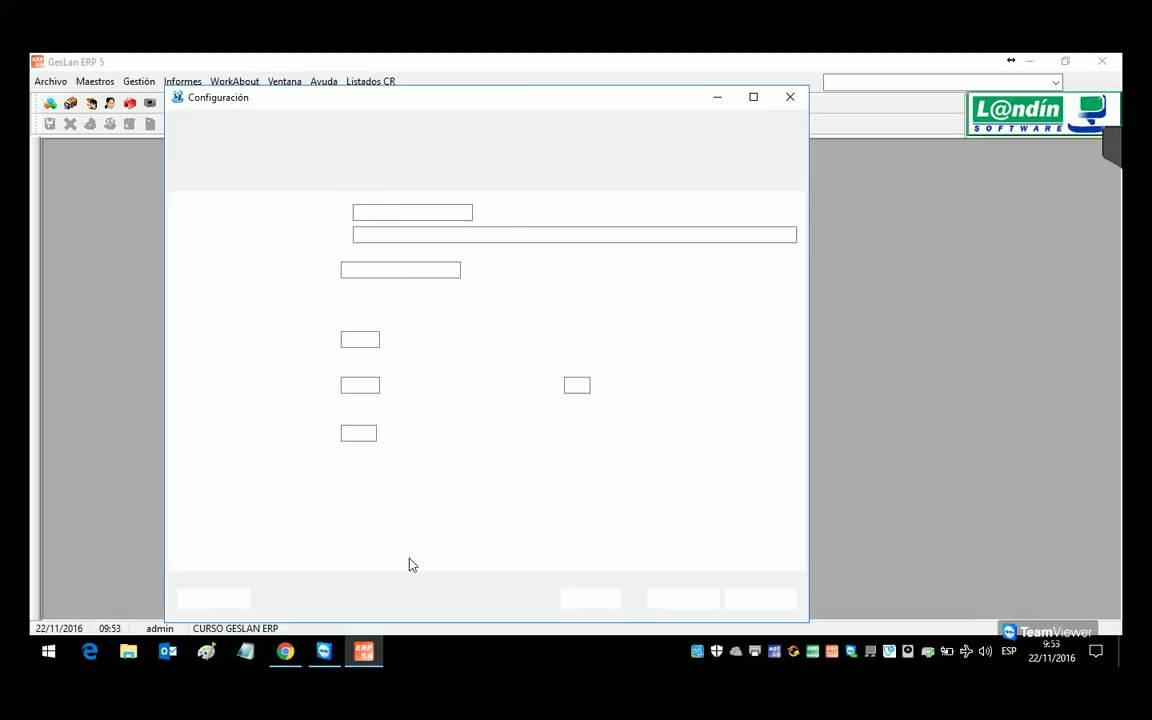 GesLan ERP 5
Archivo Maestros Gestión Informes WorkAbout Ventana Ayuda Listados CR
Configuración
L@ndín
SOFTWARE
22/11/2016 09:53 admin CURSO GESLAN ERP
TeamViewer
ESP
9:53
22/11/2016